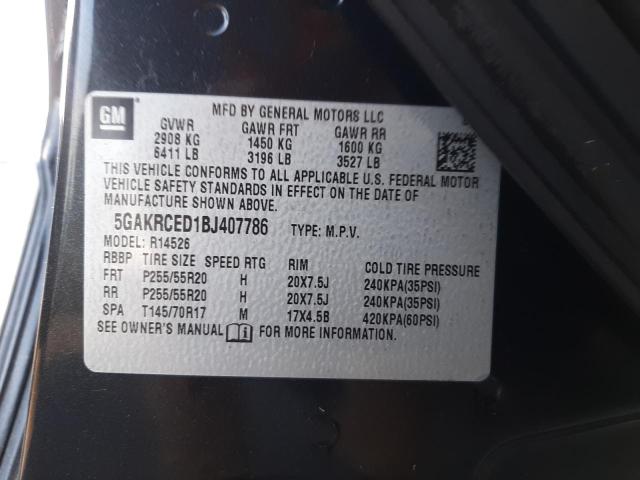 GM
MFD BY GENERAL MOTORS LLC
GVWR GAWR FRT GAWR RR
2908 KG 1450 KG 1600 KG
6411 LB 3196 LB 3527 LB
THIS VEHICLE CONFORMS TO ALL APPLICABLE U.S. FEDERAL MOTOR
VEHICLE SAFETY STANDARDS IN EFFECT ON THE DATE OF
MANUFACTURE SHOWN ABOVE.
5GAKRCED1BJ407786 TYPE: M.P.V.
MODEL: R14526
RBBP TIRE SIZE SPEED RTG RIM COLD TIRE PRESSURE
FRT P255/55R20 H 20X7.5J 240KPA(35PSI)
RR P255/55R20 H 20X7.5J 240KPA(35PSI)
SPA T145/70R17 M 17X4.5B 420KPA(60PSI)
SEE OWNER'S MANUAL FOR MORE INFORMATION.